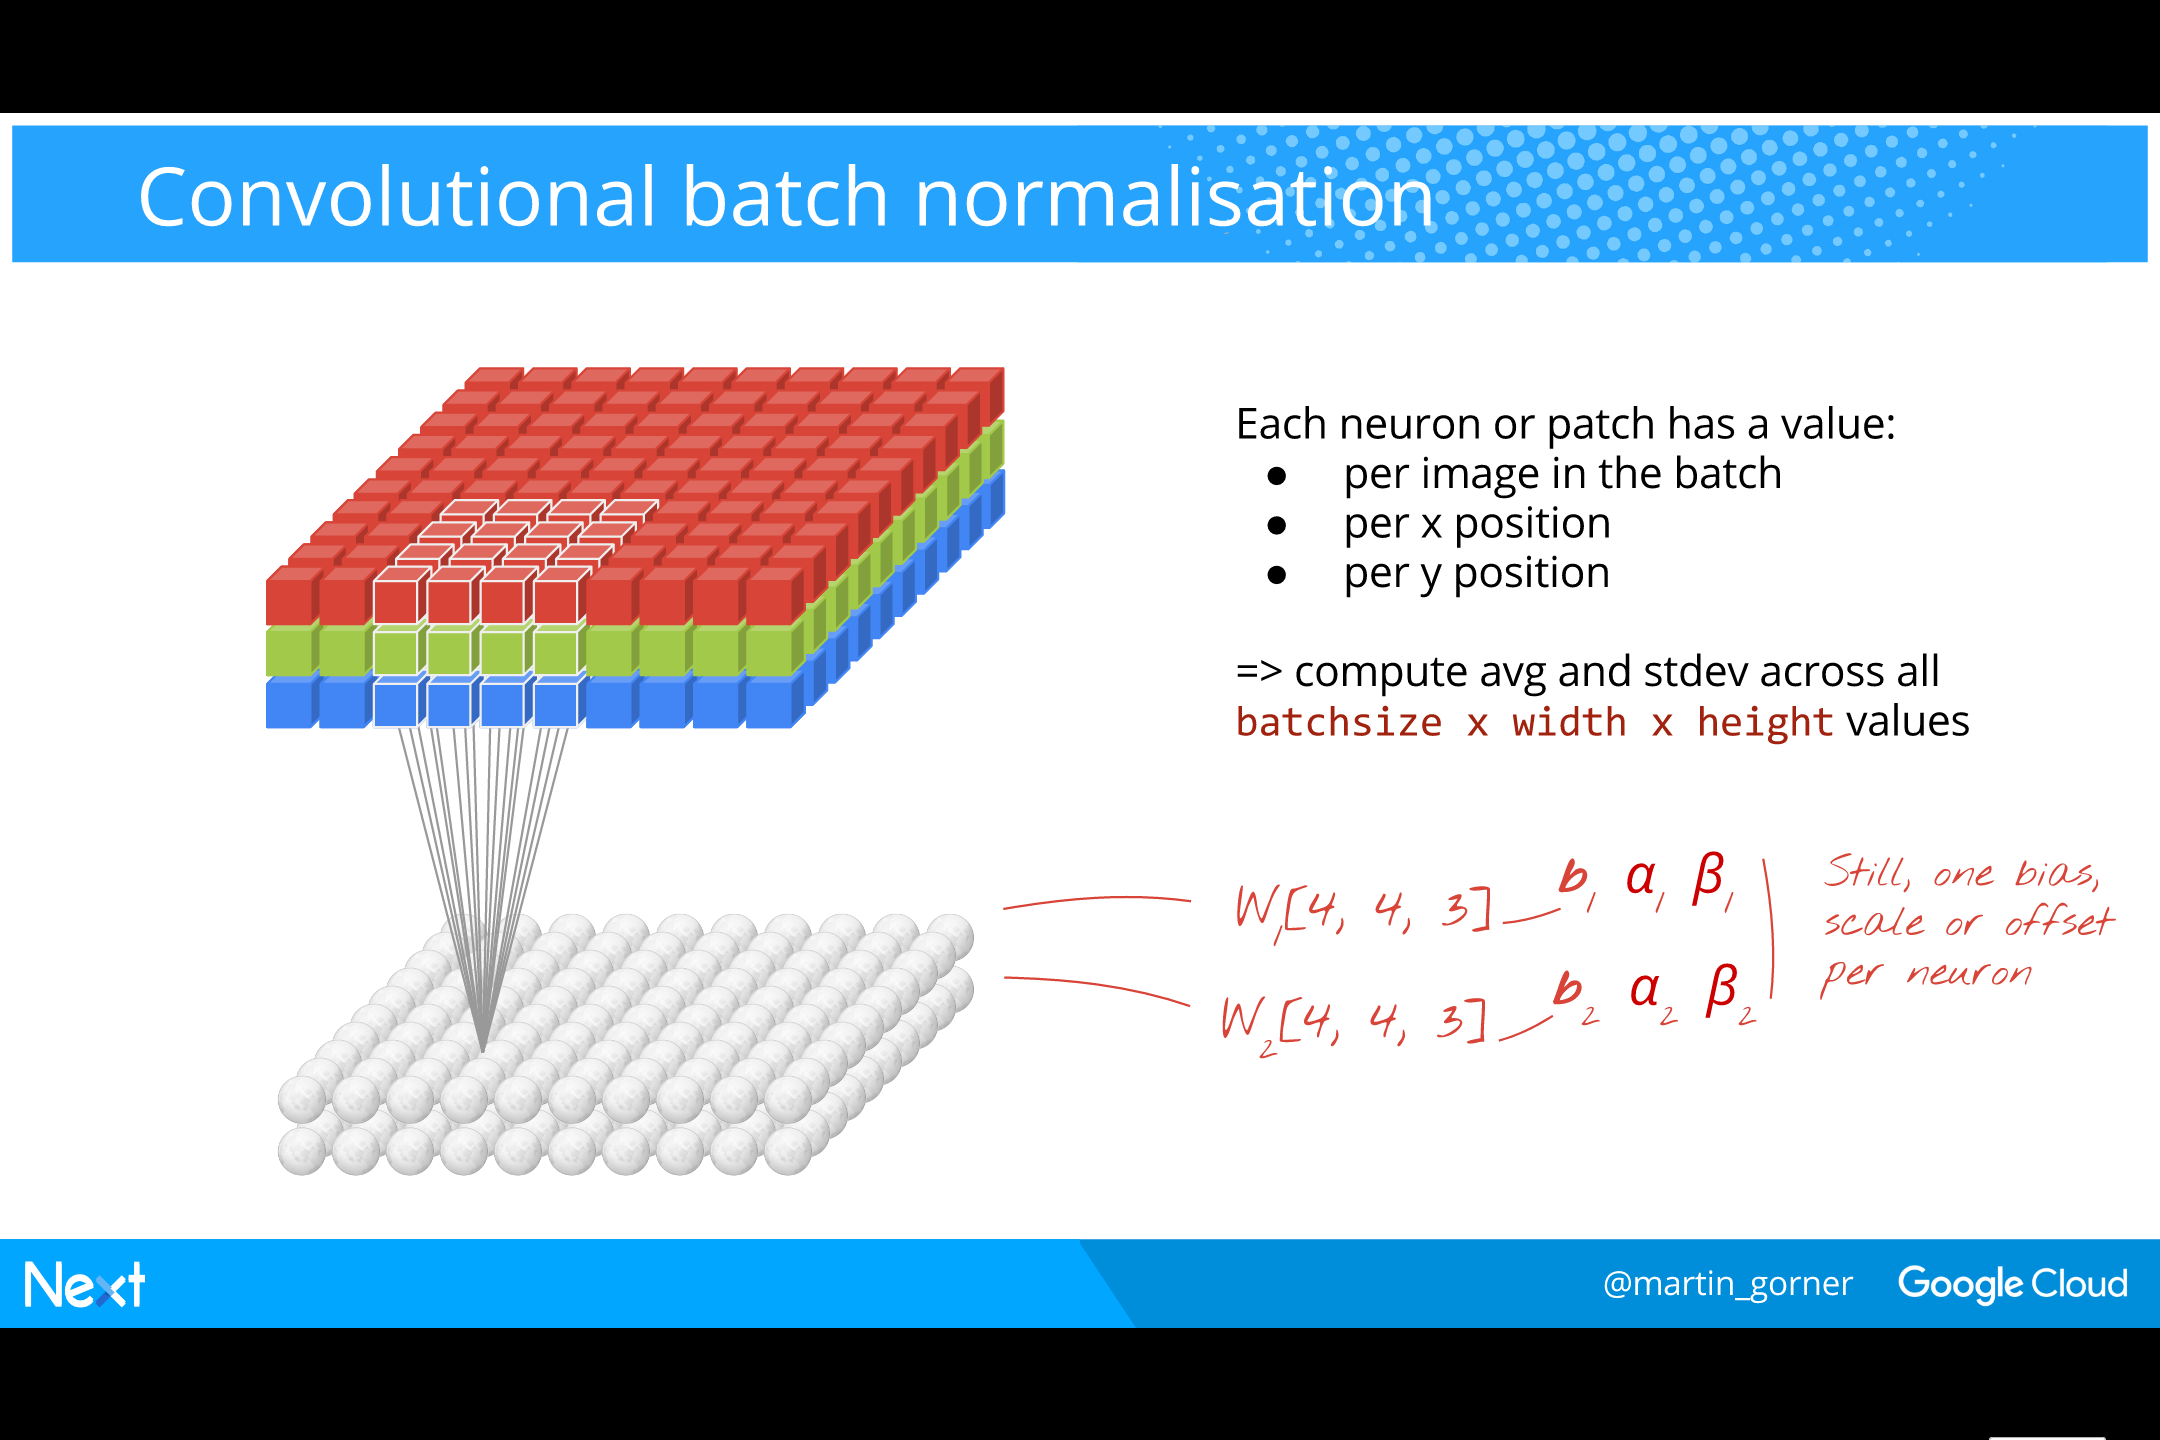 Convolutional batch normalisation
Each neuron or patch has a value:
● per image in the batch
● per x position
● per y position
=> compute avg and stdev across all
batchsize x width x height values
W₁[4, 4, 3] b₁ α₁ β₁
W₂[4, 4, 3] b₂ α₂ β₂
Still, one bias,
scale or offset
per neuron
Next
@martin_gorner
Google Cloud